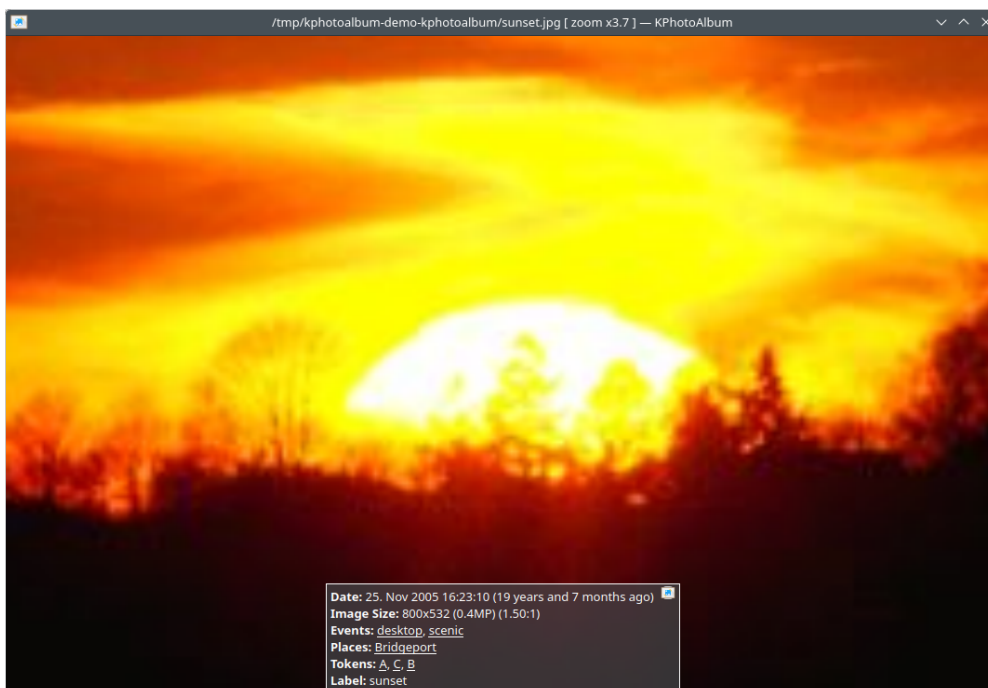 /tmp/kphotoalbum-demo-kphotoalbum/sunset.jpg [ zoom x3.7 ] — KPhotoAlbum
Date: 25. Nov 2005 16:23:10 (19 years and 7 months ago)
Image Size: 800x532 (0.4MP) (1.50:1)
Events: desktop, scenic
Places: Bridgeport
Tokens: A, C, B
Label: sunset